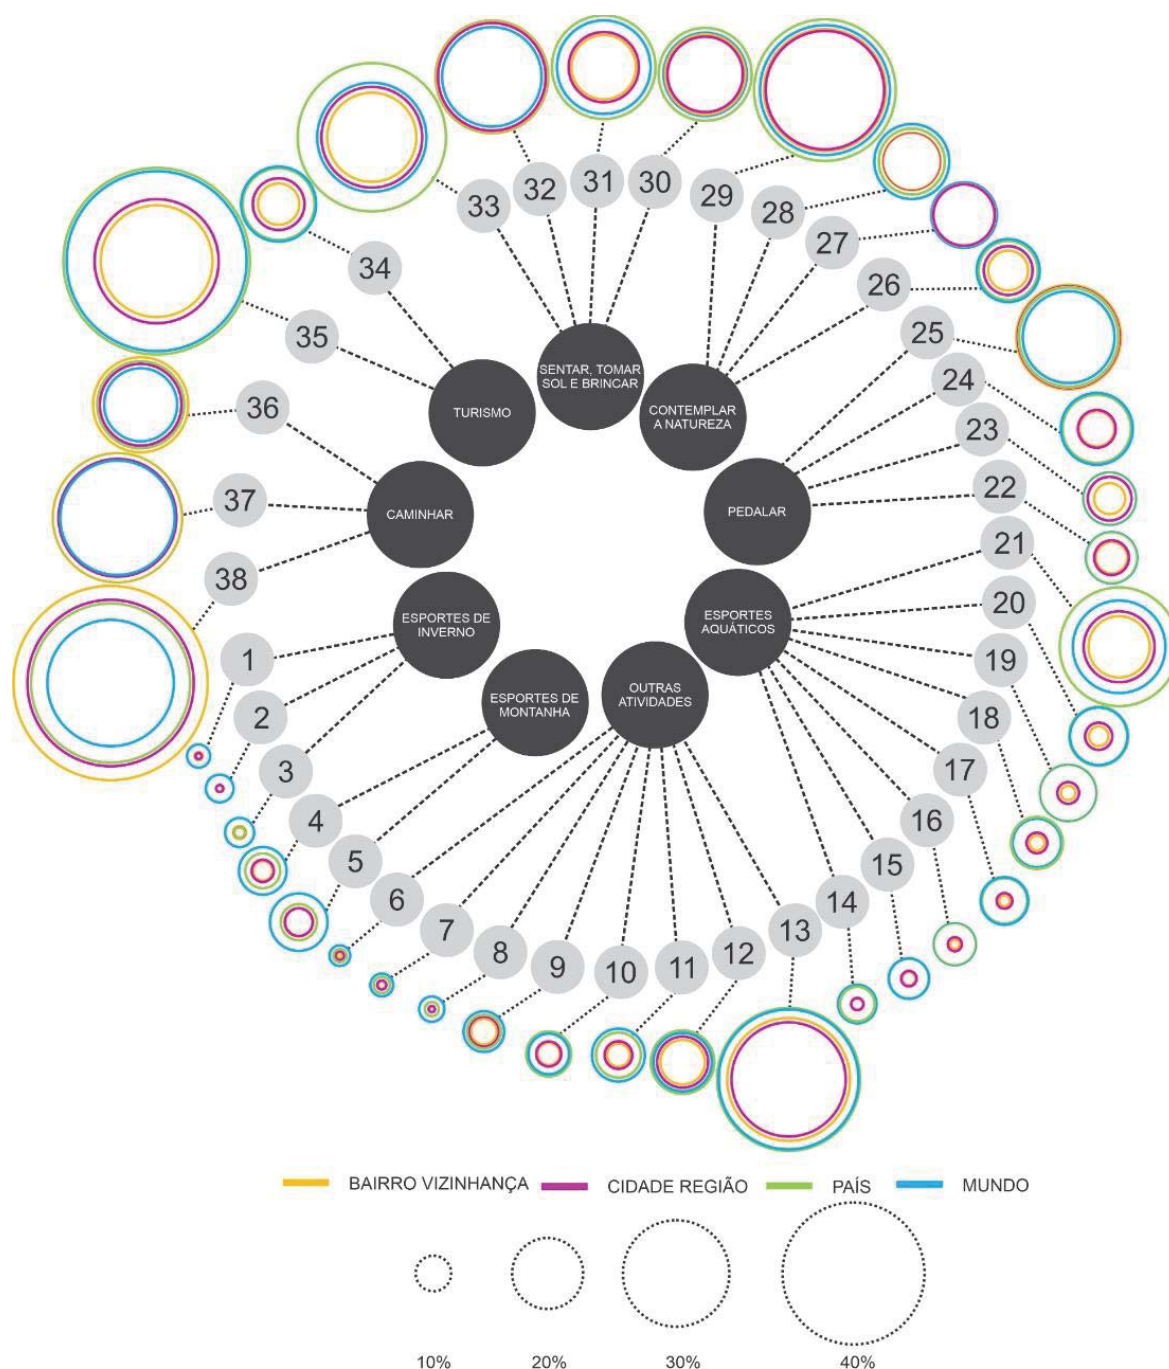 32
31
30
33
29
28
27
34
26
35
25
24
36
23
37
22
38
21
20
1
19
2
18
3
17
4
16
5
15
6
14
7
13
8
12
9
11
10
SENTAR, TOMAR
SOL E BRINCAR
TURISMO
CONTEMPLAR
A NATUREZA
CAMINHAR
PEDALAR
ESPORTES DE
INVERNO
ESPORTES
AQUÁTICOS
ESPORTES DE
MONTANHA
OUTRAS
ATIVIDADES
BAIRRO VIZINHANÇA CIDADE REGIÃO PAÍS MUNDO
10% 20% 30% 40%